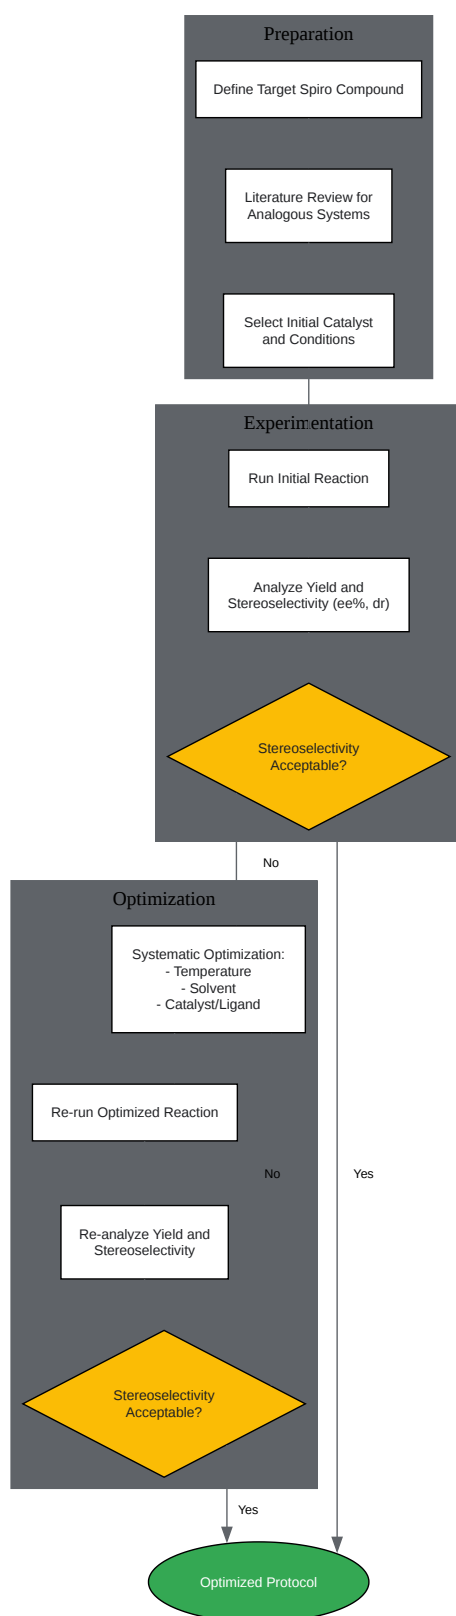 Preparation
Define Target Spiro Compound
Literature Review for
Analogous Systems
Select Initial Catalyst
and Conditions
Experimentation
Run Initial Reaction
Analyze Yield and
Stereoselectivity (ee%, dr)
Stereoselectivity
Acceptable?
No
Optimization
Systematic Optimization:
- Temperature
- Solvent
- Catalyst/Ligand
Re-run Optimized Reaction
No
Yes
Re-analyze Yield and
Stereoselectivity
Stereoselectivity
Acceptable?
Yes
Optimized Protocol